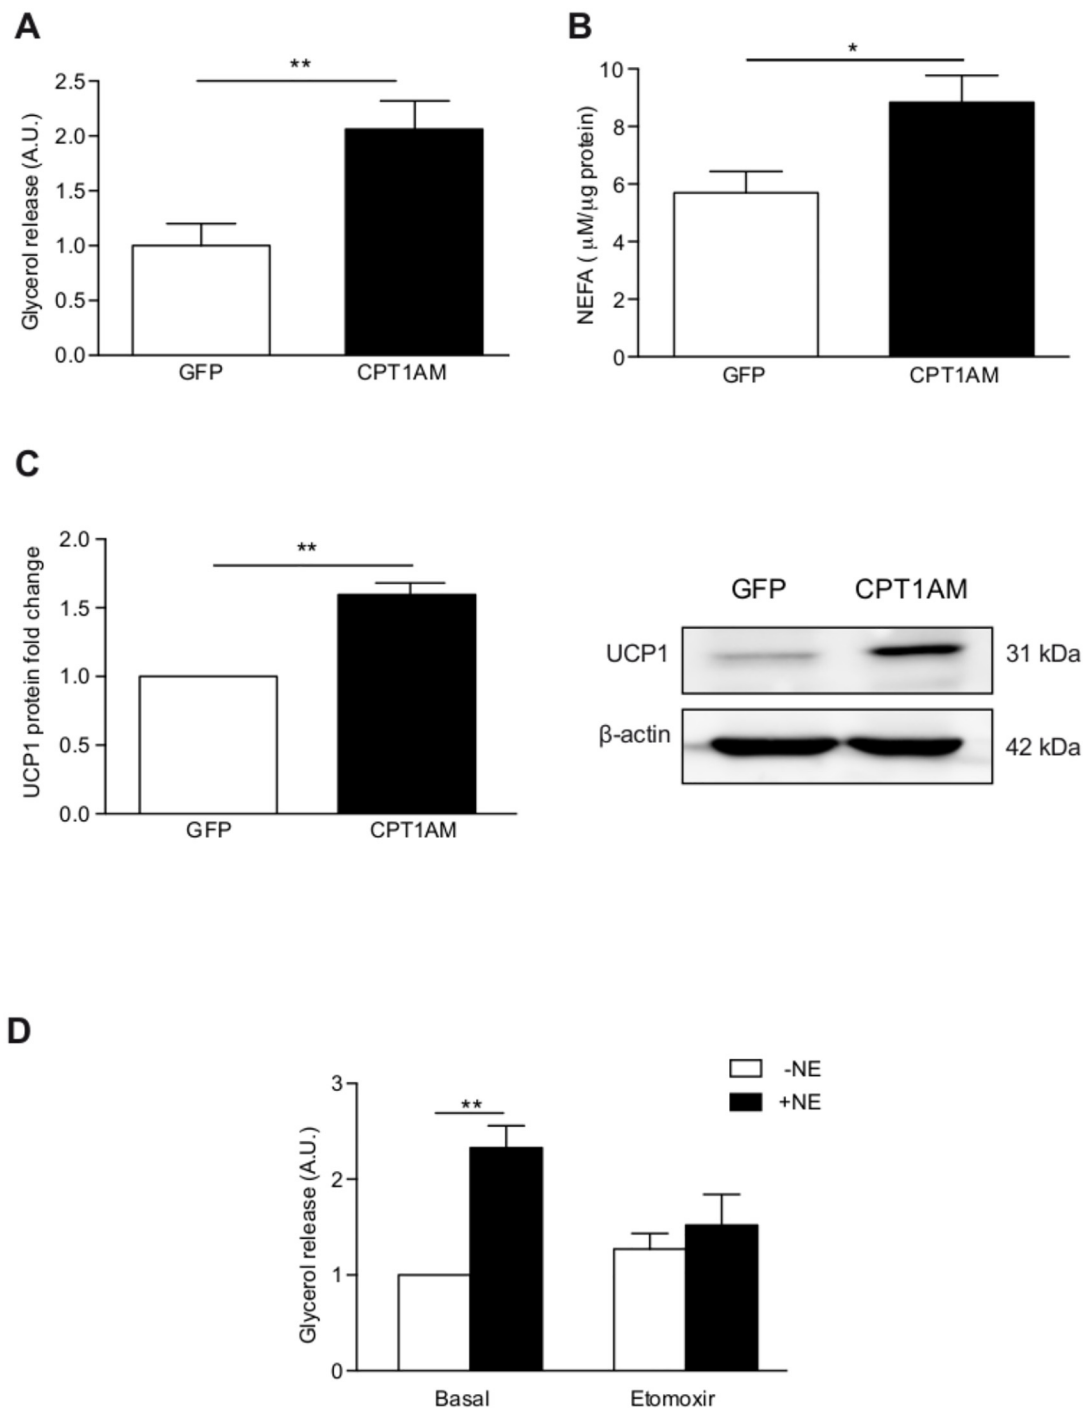 A
**
2.5
2.0
1.5
1.0
0.5
0.0
Glycerol release (A.U.)
GFP
CPT1AM
B
*
10
8
6
4
2
0
NEFA ( μM/μg protein)
GFP
CPT1AM
C
**
2.0
1.5
1.0
0.5
0.0
UCP1 protein fold change
GFP
CPT1AM
GFP CPT1AM
UCP1 31 kDa
β-actin 42 kDa
D
-NE
+NE
**
3
2
1
0
Glycerol release (A.U.)
Basal
Etomoxir